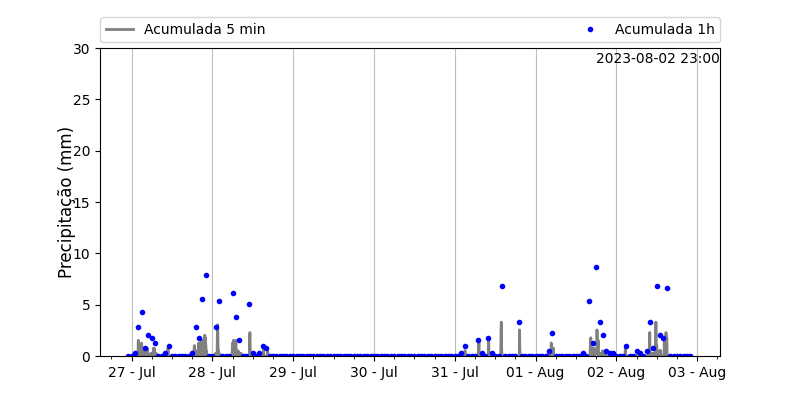 Acumulada 5 min
Acumulada 1h
2023-08-02 23:00
Precipitação (mm)
30
25
20
15
10
5
0
27 - Jul
28 - Jul
29 - Jul
30 - Jul
31 - Jul
01 - Aug
02 - Aug
03 - Aug